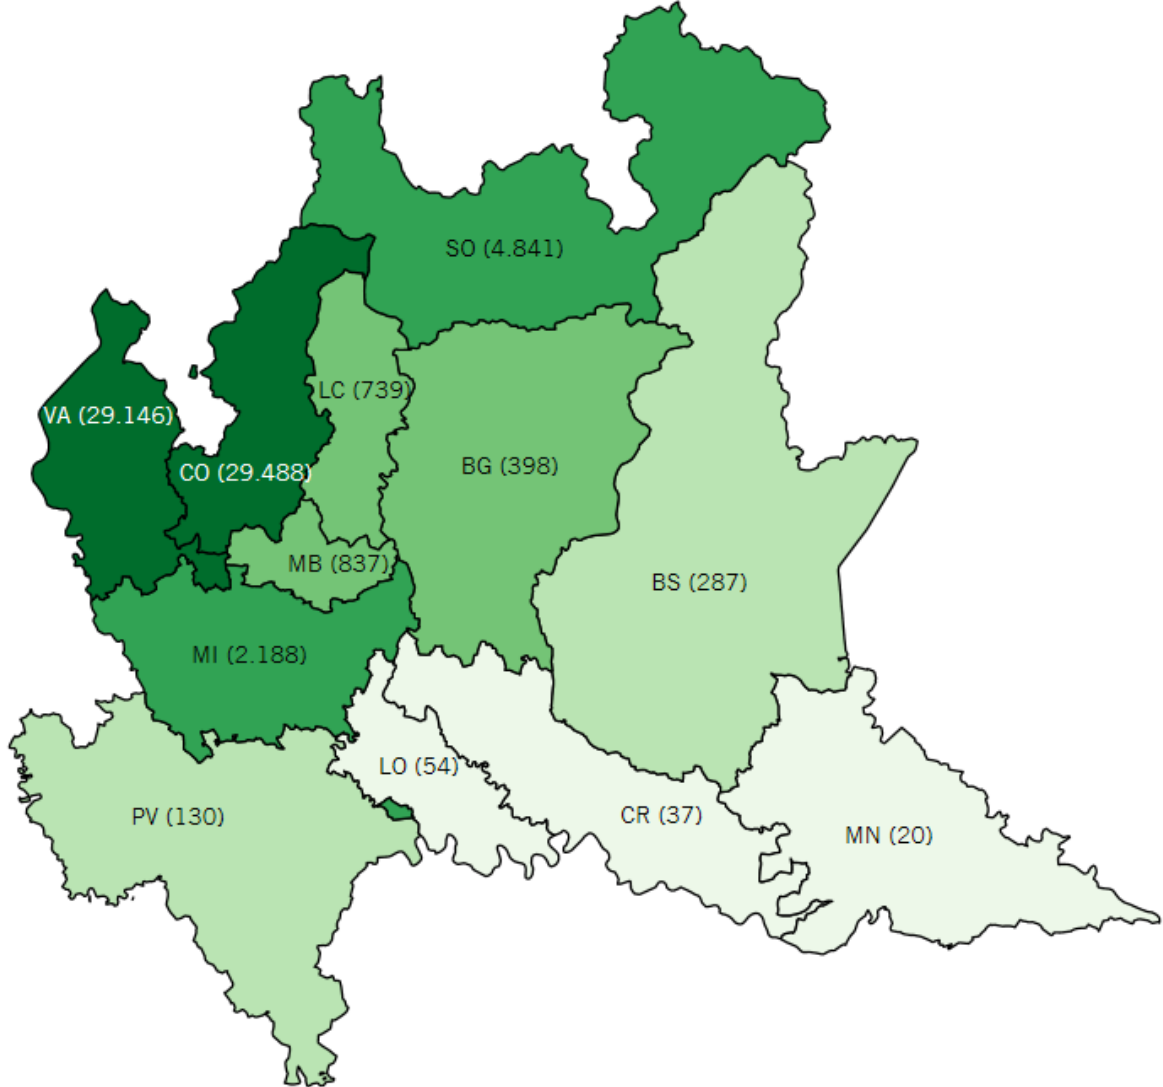 SO (4.841)
LC (739)
VA (29.146)
BG (398)
CO (29.488)
MB (837)
BS (287)
MI (2.188)
LO (54)
PV (130)
CR (37)
MN (20)